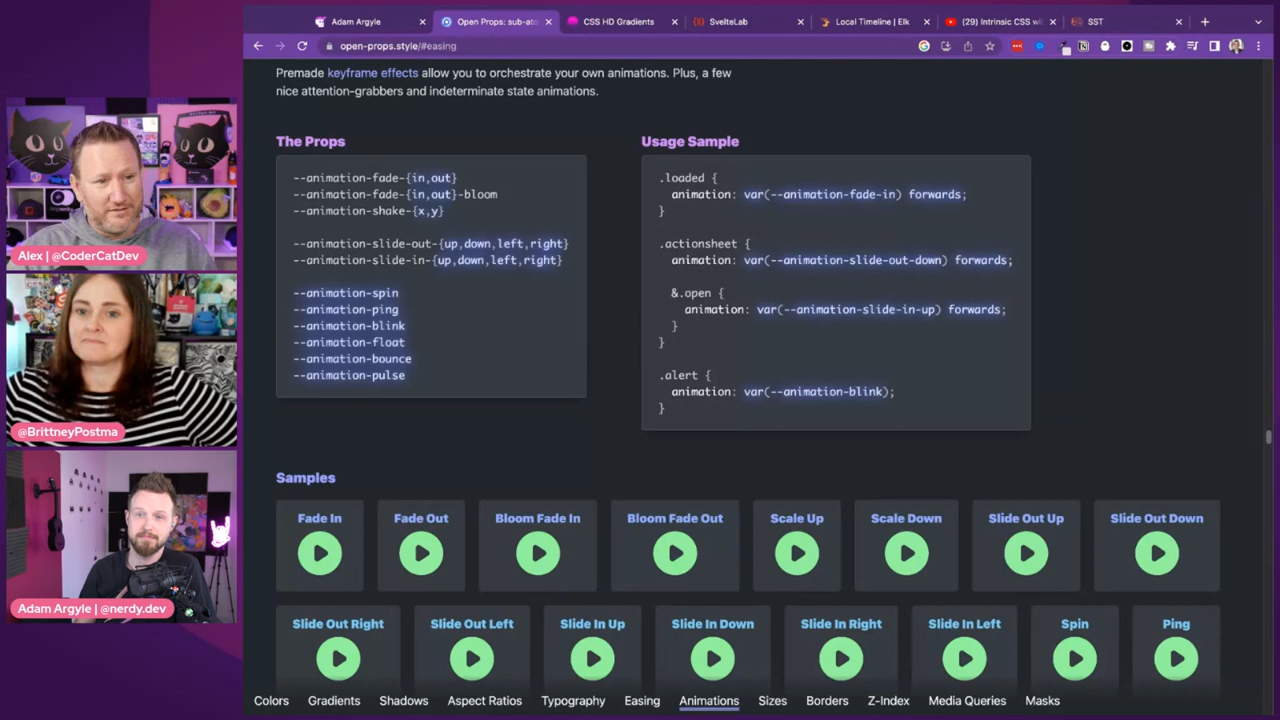 Adam Argyle
Open Props: sub-ato
CSS HD Gradients
SvelteLab
Local Timeline | Elk
(29) Intrinsic CSS wi
SST
open-props.style/#easing
Premade keyframe effects allow you to orchestrate your own animations. Plus, a few
nice attention-grabbers and indeterminate state animations.
The Props
--animation-fade-{in,out}
--animation-fade-{in,out}-bloom
--animation-shake-{x,y}
--animation-slide-out-{up,down,left,right}
--animation-slide-in-{up,down,left,right}
--animation-spin
--animation-ping
--animation-blink
--animation-float
--animation-bounce
--animation-pulse
Usage Sample
.loaded {
animation: var(--animation-fade-in) forwards;
}
.actionsheet {
animation: var(--animation-slide-out-down) forwards;
&.open {
animation: var(--animation-slide-in-up) forwards;
}
}
.alert {
animation: var(--animation-blink);
}
Samples
Fade In
Fade Out
Bloom Fade In
Bloom Fade Out
Scale Up
Scale Down
Slide Out Up
Slide Out Down
Slide Out Right
Slide Out Left
Slide In Up
Slide In Down
Slide In Right
Slide In Left
Spin
Ping
Colors
Gradients
Shadows
Aspect Ratios
Typography
Easing
Animations
Sizes
Borders
Z-Index
Media Queries
Masks
Alex | @CoderCatDev
@BrittneyPostma
Adam Argyle | @nerdy.dev